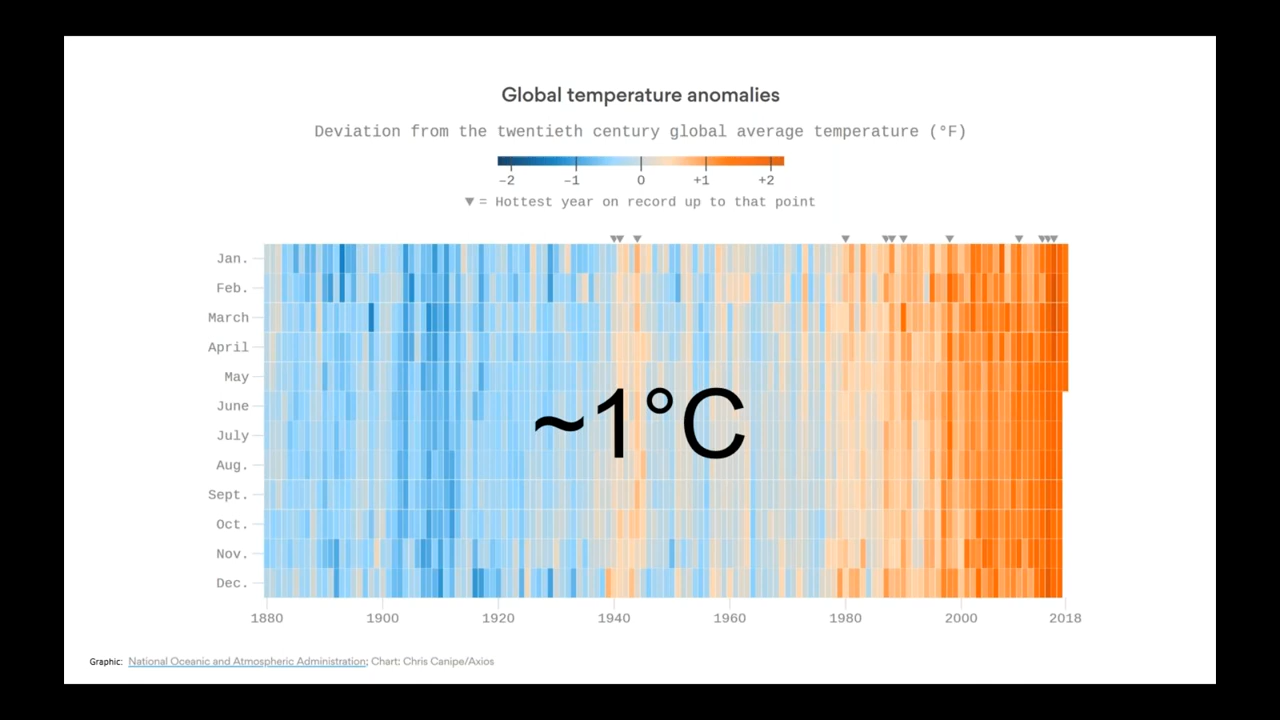 Global temperature anomalies
Deviation from the twentieth century global average temperature (°F)
−2 −1 0 +1 +2
▼ = Hottest year on record up to that point
Jan.
Feb.
March
April
May
~1°C
June
July
Aug.
Sept.
Oct.
Nov.
Dec.
1880 1900 1920 1940 1960 1980 2000 2018
Graphic: National Oceanic and Atmospheric Administration; Chart: Chris Canipe/Axios